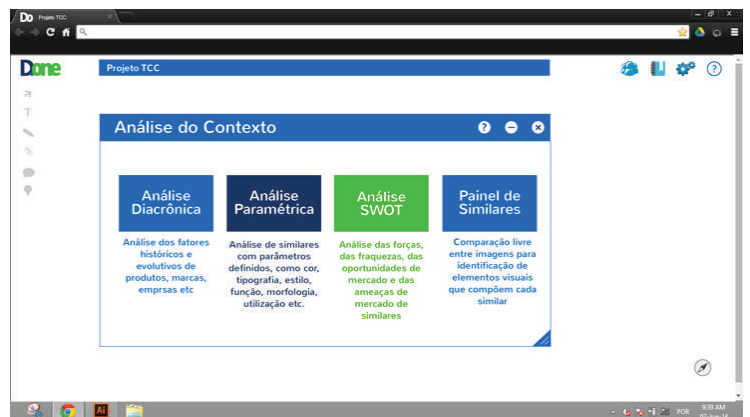 Do Projeto TCC
Done
Projeto TCC
?
T
Análise do Contexto
?
Análise
Diacrônica
Análise dos fatores
históricos e
evolutivos de
produtos, marcas,
emprsas etc
Análise
Paramétrica
Análise de similares
com parâmetros
definidos, como cor,
tipografia, estilo,
função, morfologia,
utilização etc.
Análise
SWOT
Análise das forças,
das fraquezas, das
oportunidades de
mercado e das
ameaças de
mercado de
similares
Painel de
Similares
Comparação livre
entre imagens para
identificação de
elementos visuais
que compõem cada
similar
Ai
POR
9:39 AM